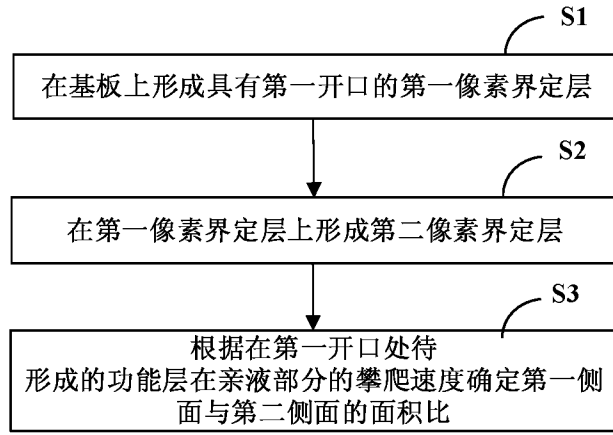 S1
在基板上形成具有第一开口的第一像素界定层
S2
在第一像素界定层上形成第二像素界定层
S3
根据在第一开口处待
形成的功能层在亲液部分的攀爬速度确定第一侧
面与第二侧面的面积比